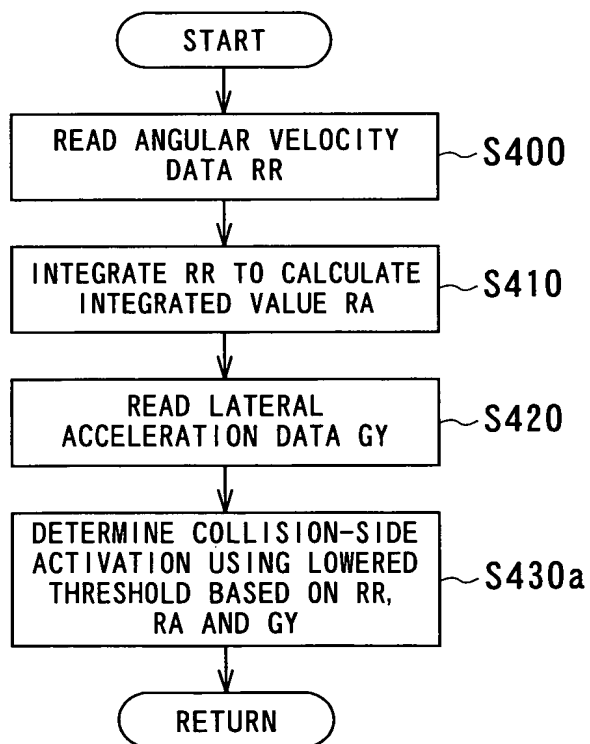 START
READ ANGULAR VELOCITY
DATA RR
S400
INTEGRATE RR TO CALCULATE
INTEGRATED VALUE RA
S410
READ LATERAL
ACCELERATION DATA GY
S420
DETERMINE COLLISION-SIDE
ACTIVATION USING LOWERED
THRESHOLD BASED ON RR,
RA AND GY
S430a
RETURN